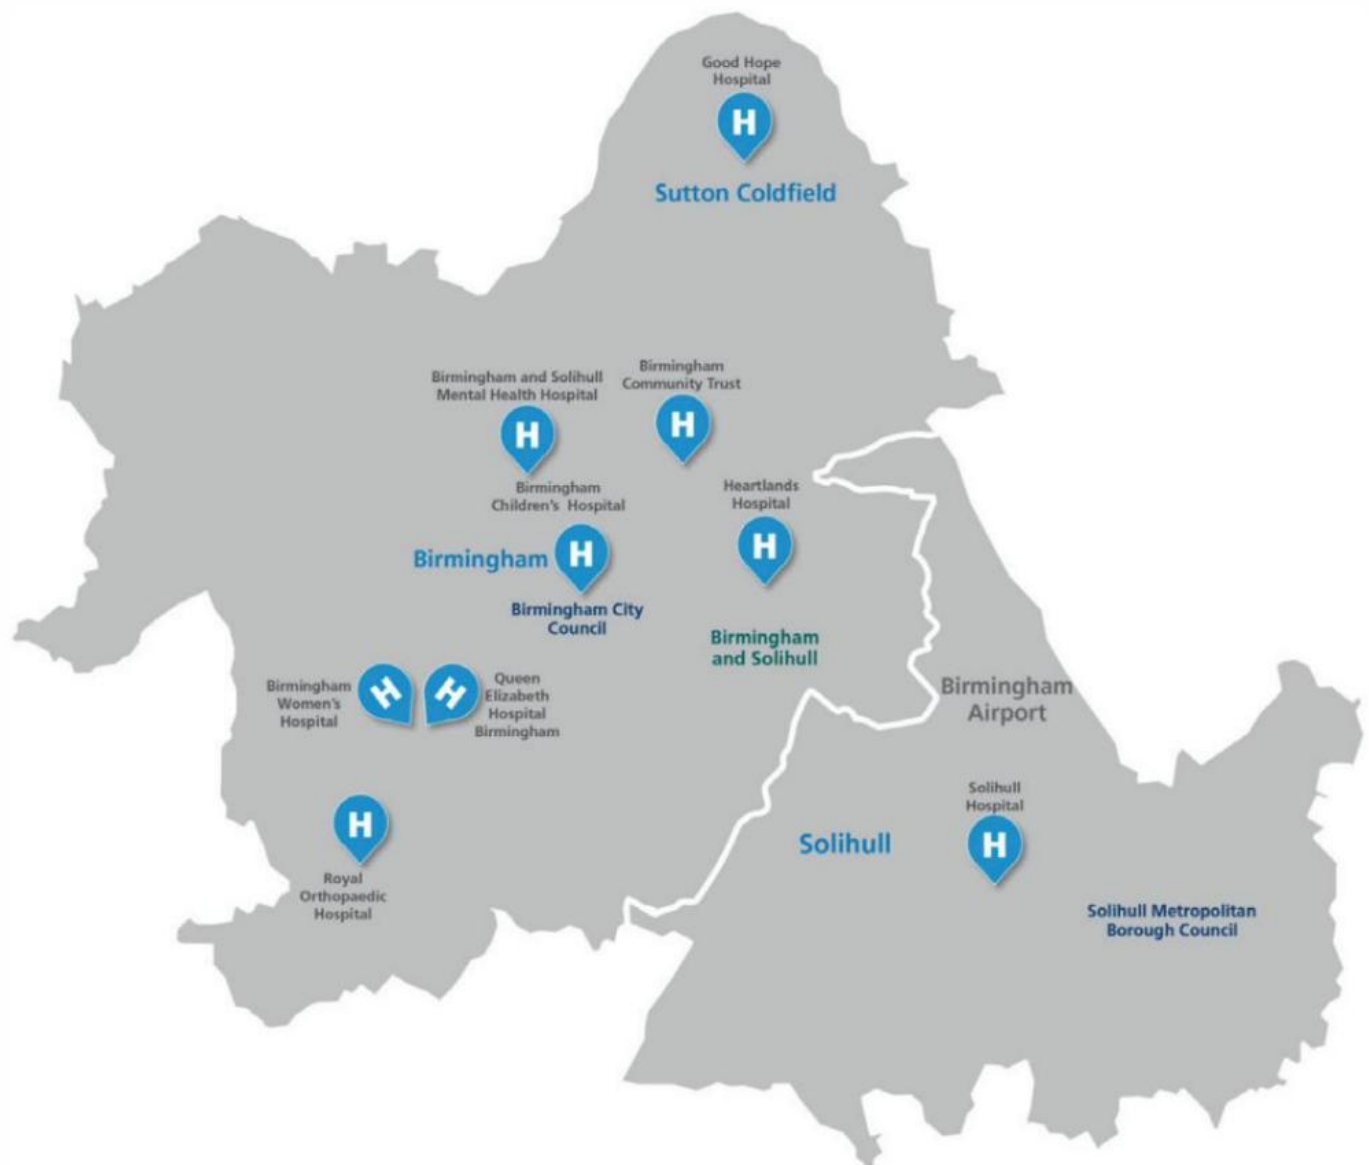 Good Hope
Hospital
H
Sutton Coldfield
Birmingham and Solihull
Mental Health Hospital
H
Birmingham
Community Trust
H
Birmingham
Children's Hospital
H
Heartlands
Hospital
H
Birmingham
Birmingham City
Council
Birmingham
and Solihull
Birmingham
Women's
Hospital
H
H
Queen
Elizabeth
Hospital
Birmingham
Birmingham
Airport
Royal
Orthopaedic
Hospital
H
Solihull
Hospital
H
Solihull
Solihull Metropolitan
Borough Council